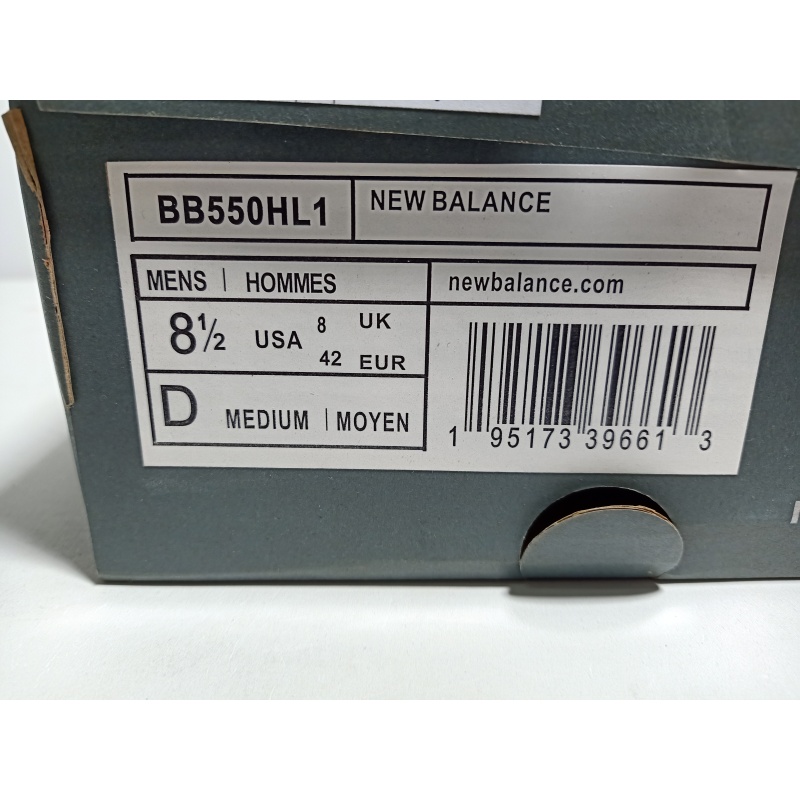 BB550HL1
NEW BALANCE
MENS | HOMMES
newbalance.com
8½ USA 8 UK
42 EUR
D MEDIUM | MOYEN
1 95173 39661 3